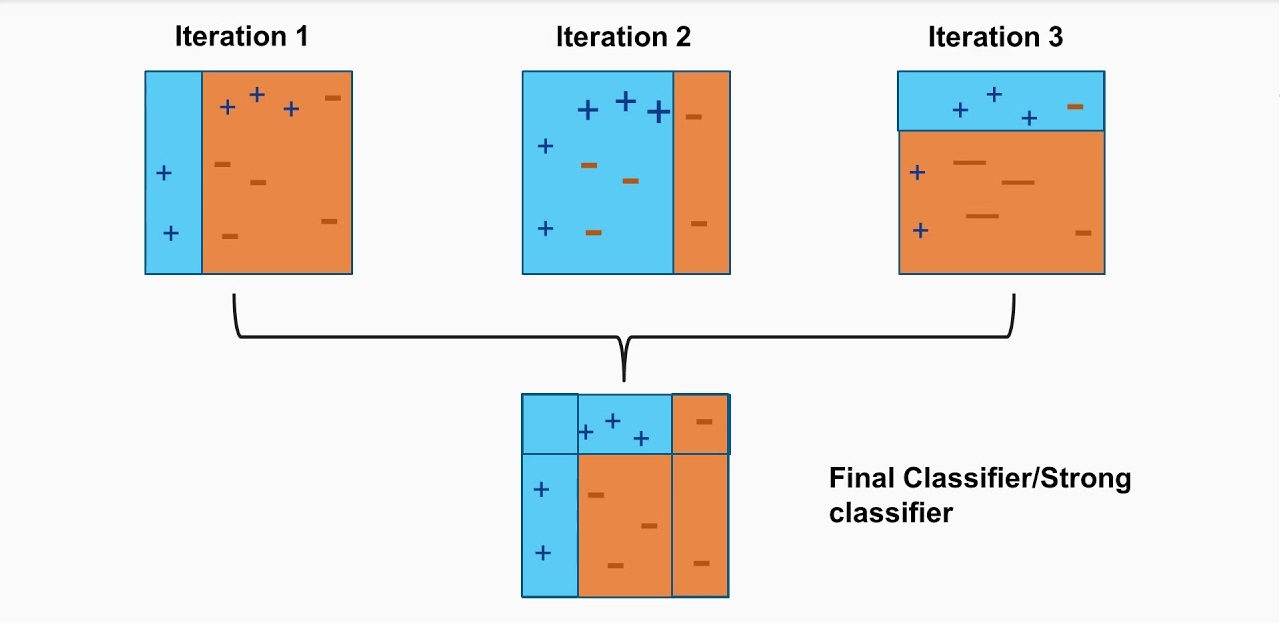 Iteration 1
Iteration 2
Iteration 3
Final Classifier/Strong
classifier